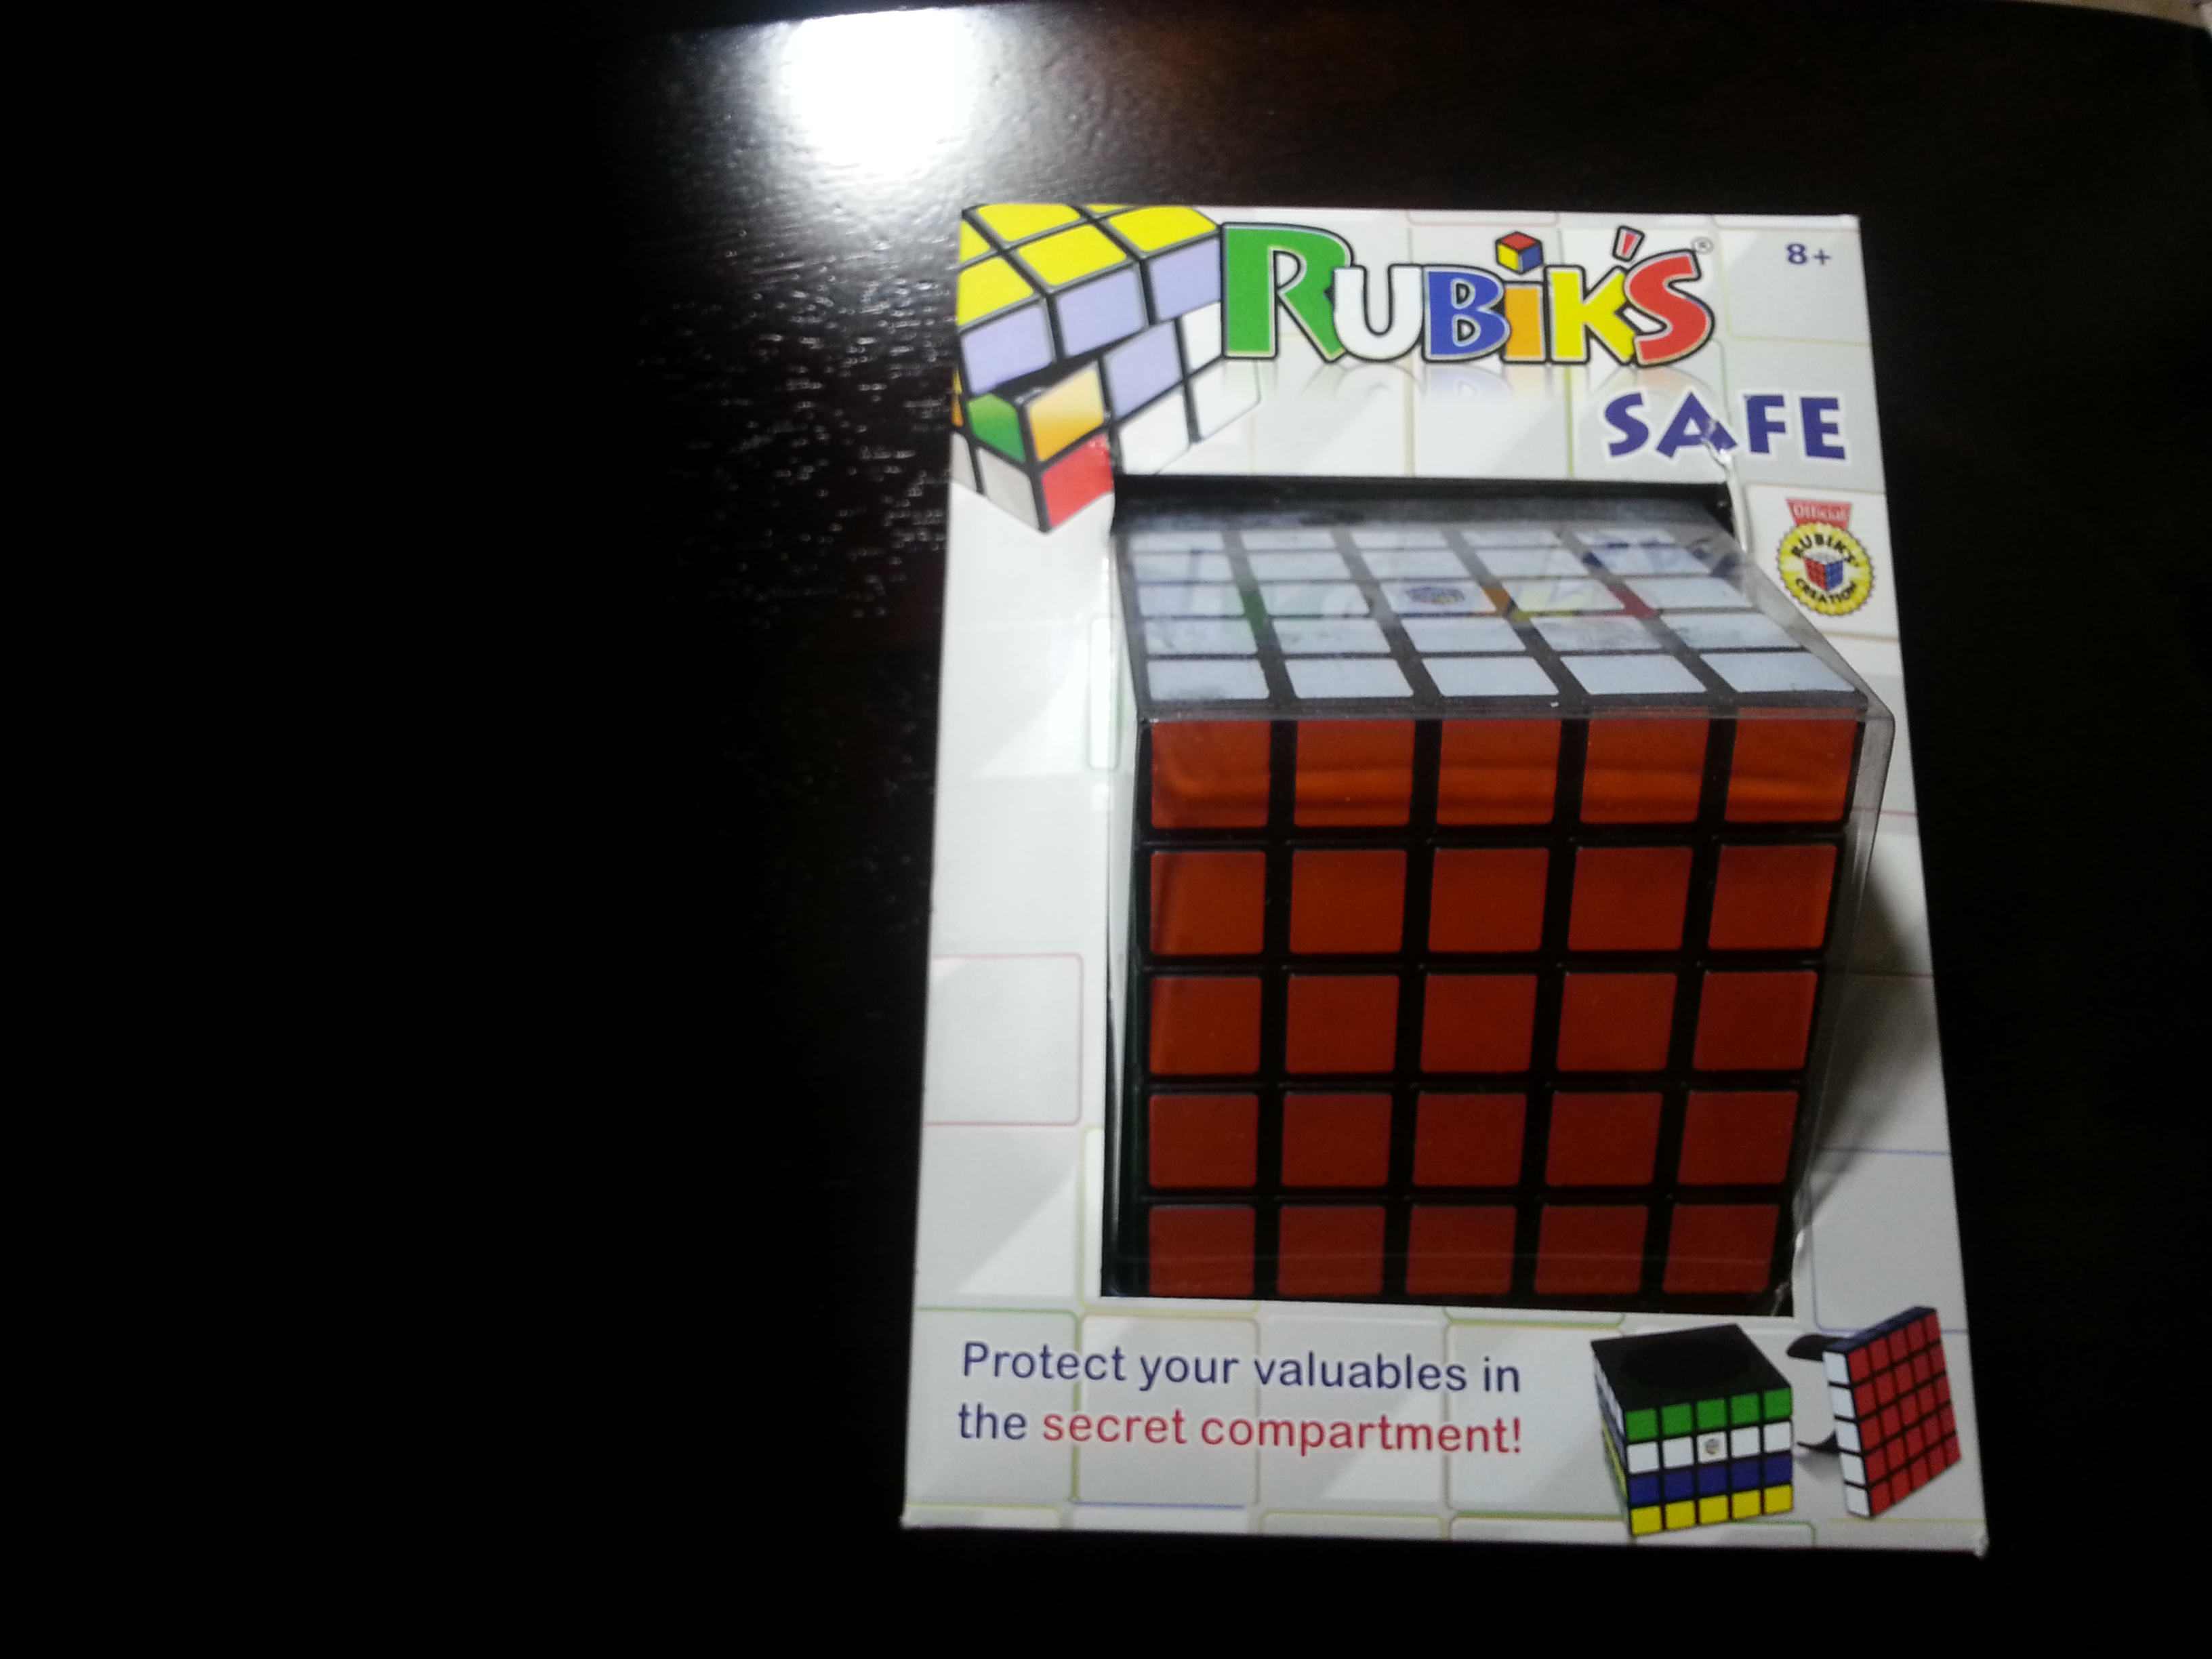 RUBIK'S®
8+
SAFE
Official
RUBIK'S
CREATION
Protect your valuables in
the secret compartment!